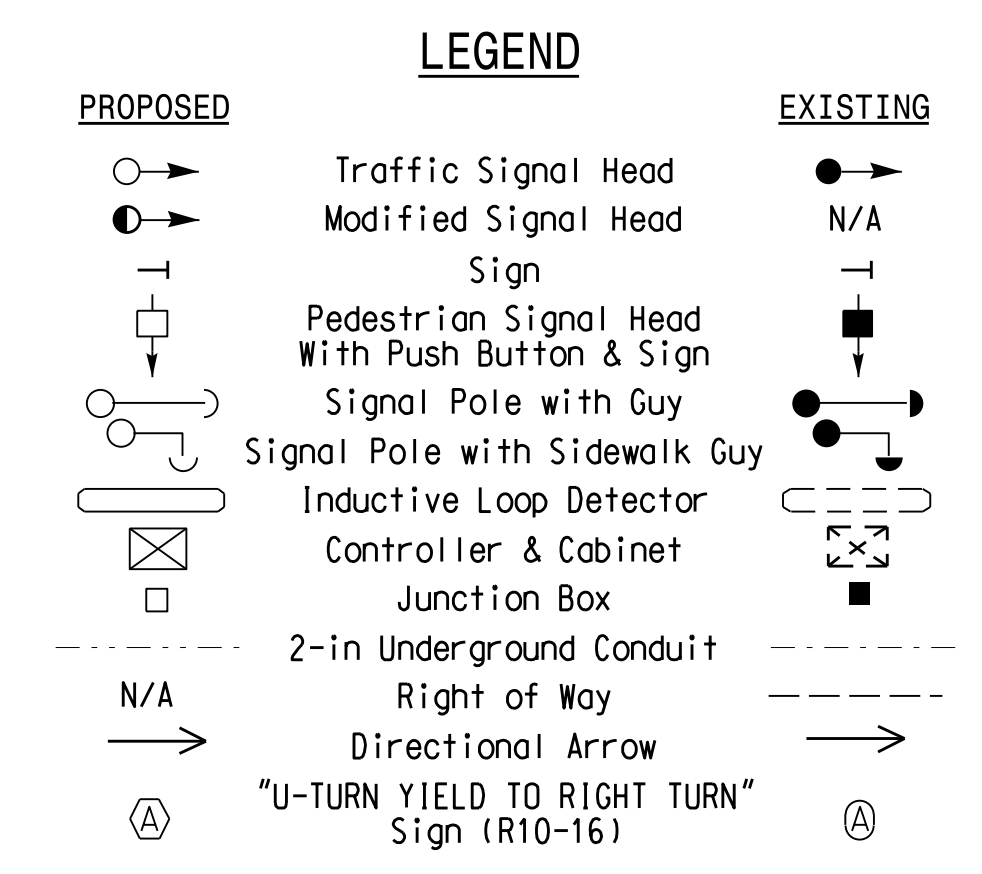 LEGEND
PROPOSED EXISTING
Traffic Signal Head
Modified Signal Head N/A
Sign
Pedestrian Signal Head
With Push Button & Sign
Signal Pole with Guy
Signal Pole with Sidewalk Guy
Inductive Loop Detector
Controller & Cabinet
Junction Box
2-in Underground Conduit
N/A Right of Way
Directional Arrow
"U-TURN YIELD TO RIGHT TURN"
A Sign (R10-16) A